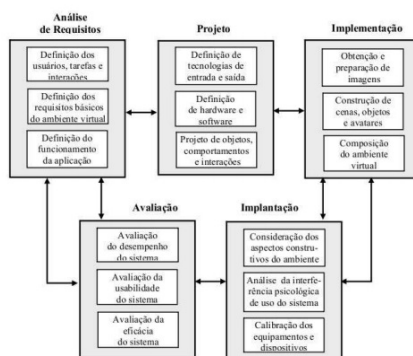 Análise
de Requisitos
Definição dos
usuários, tarefas e
interações
Definição dos
requisitos básicos
do ambiente virtual
Definição do
funcionamento
da aplicação
Projeto
Definição de
tecnologias de
entrada e saída
Definição
de hardware e
software
Projeto de objetos,
comportamentos
e interações
Implementação
Obtenção e
preparação de
imagens
Construção de
cenas, objetos
e avatares
Composição
do ambiente
virtual
Avaliação
Avaliação
do desempenho
do sistema
Avaliação da
usabilidade
do sistema
Avaliação da
eficácia
do sistema
Implantação
Consideração dos
aspectos constru-
tivos do ambiente
Análise da interfe-
rência psicológica
de uso do sistema
Calibração dos
equipamentos e
dispositivos